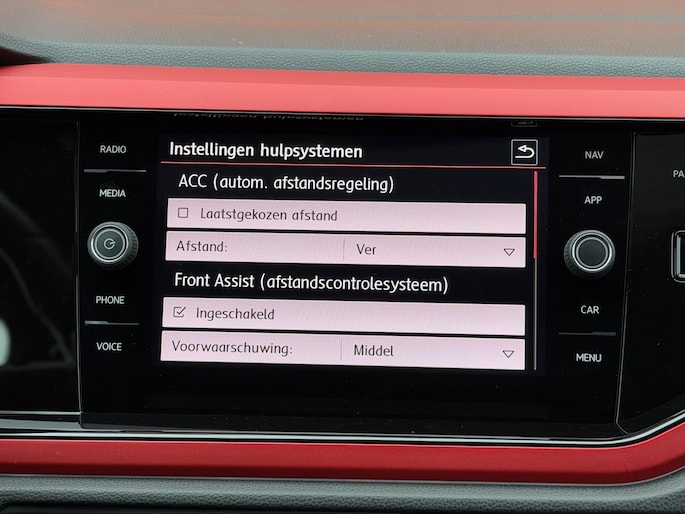 Instellingen hulpsystemen
ACC (autom. afstandsregeling)
Laatstgekozen afstand
Afstand: Ver
Front Assist (afstandscontrolesysteem)
Ingeschakeld
Voorwaarschuwing: Middel
RADIO
MEDIA
PHONE
VOICE
NAV
APP
CAR
MENU
PA